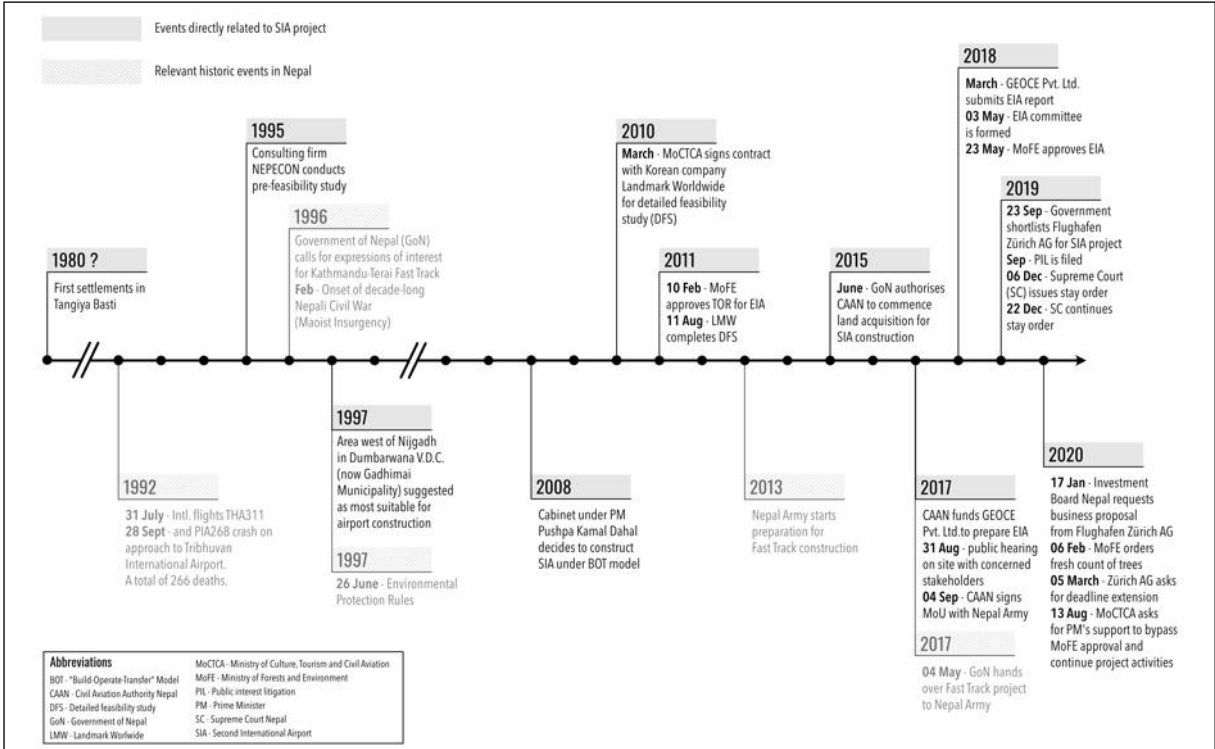 Events directly related to SIA project
Relevant historic events in Nepal
1980 ?
First settlements in
Tangiya Basti
1992
31 July - Intl. flights THA311
28 Sept - and PIA268 crash on
approach to Tribhuvan
International Airport.
A total of 266 deaths.
1995
Consulting firm
NEPECON conducts
pre-feasibility study
1996
Government of Nepal (GoN)
calls for expressions of interest
for Kathmandu-Terai Fast Track
Feb - Onset of decade-long
Nepali Civil War
(Maoist Insurgency)
1997
Area west of Nijgadh
in Dumbarwana V.D.C.
(now Gadhimai
Municipality) suggested
as most suitable for
airport construction
1997
26 June - Environmental
Protection Rules
2008
Cabinet under PM
Pushpa Kamal Dahal
decides to construct
SIA under BOT model
2010
March - MoCTCA signs contract
with Korean company
Landmark Worldwide
for detailed feasibility
study (DFS)
2011
10 Feb - MoFE
approves TOR for EIA
11 Aug - LMW
completes DFS
2013
Nepal Army starts
preparation for
Fast Track construction
2015
June - GoN authorises
CAAN to commence
land acquisition for
SIA construction
2017
CAAN funds GEOCE
Pvt. Ltd.to prepare EIA
31 Aug - public hearing
on site with concerned
stakeholders
04 Sep - CAAN signs
MoU with Nepal Army
2017
04 May - GoN hands
over Fast Track project
to Nepal Army
2018
March - GEOCE Pvt. Ltd.
submits EIA report
03 May - EIA committee
is formed
23 May - MoFE approves EIA
2019
23 Sep - Government
shortlists Flughafen
Zürich AG for SIA project
Sep - PIL is filed
06 Dec - Supreme Court
(SC) issues stay order
22 Dec - SC continues
stay order
2020
17 Jan - Investment
Board Nepal requests
business proposal
from Flughafen Zürich AG
06 Feb - MoFE orders
fresh count of trees
05 March - Zürich AG asks
for deadline extension
13 Aug - MoCTCA asks
for PM's support to bypass
MoFE approval and
continue project activities
Abbreviations
BOT - "Build-Operate-Transfer" Model
CAAN - Civil Aviation Authority Nepal
DFS - Detailed feasibility study
GoN - Government of Nepal
LMW - Landmark Worlwide
MoCTCA - Ministry of Culture, Tourism and Civil Aviation
MoFE - Ministry of Forests and Environment
PIL - Public interest litigation
PM - Prime Minister
SC - Supreme Court Nepal
SIA - Second International Airport